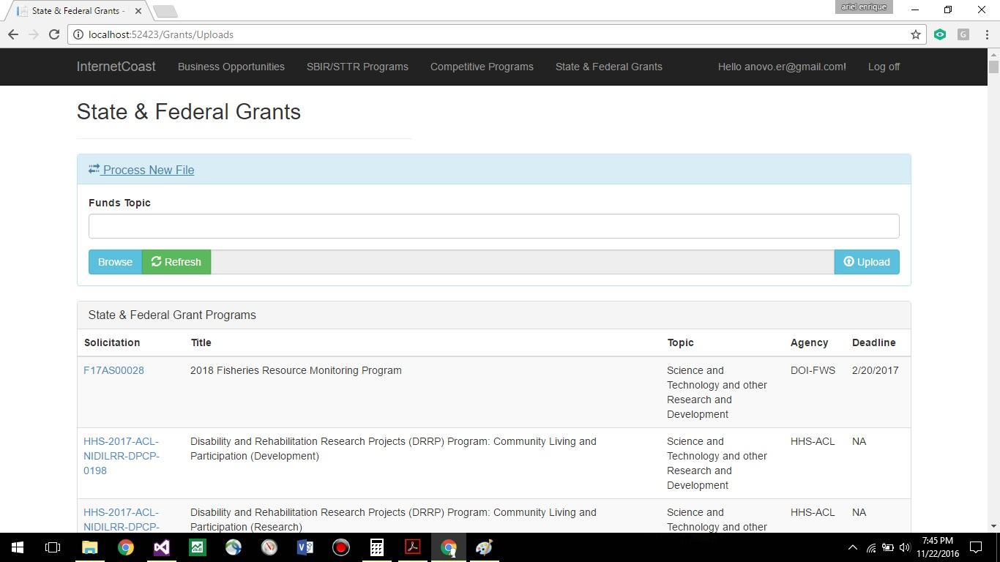 State & Federal Grants -
ariel enrique
localhost:52423/Grants/Uploads
InternetCoast Business Opportunities SBIR/STTR Programs Competitive Programs State & Federal Grants Hello anovo.er@gmail.com! Log off
State & Federal Grants
Process New File
Funds Topic
Browse Refresh Upload
State & Federal Grant Programs
Solicitation Title Topic Agency Deadline
F17AS00028 2018 Fisheries Resource Monitoring Program Science and DOI-FWS 2/20/2017
Technology and other
Research and
Development
HHS-2017-ACL- Disability and Rehabilitation Research Projects (DRRP) Program: Community Living and Science and HHS-ACL NA
NIDILRR-DPCP- Participation (Development) Technology and other
0198 Research and
Development
HHS-2017-ACL- Disability and Rehabilitation Research Projects (DRRP) Program: Community Living and Science and HHS-ACL NA
NIDILRR-DPCP- Participation (Research) Technology and other
7:45 PM
11/22/2016